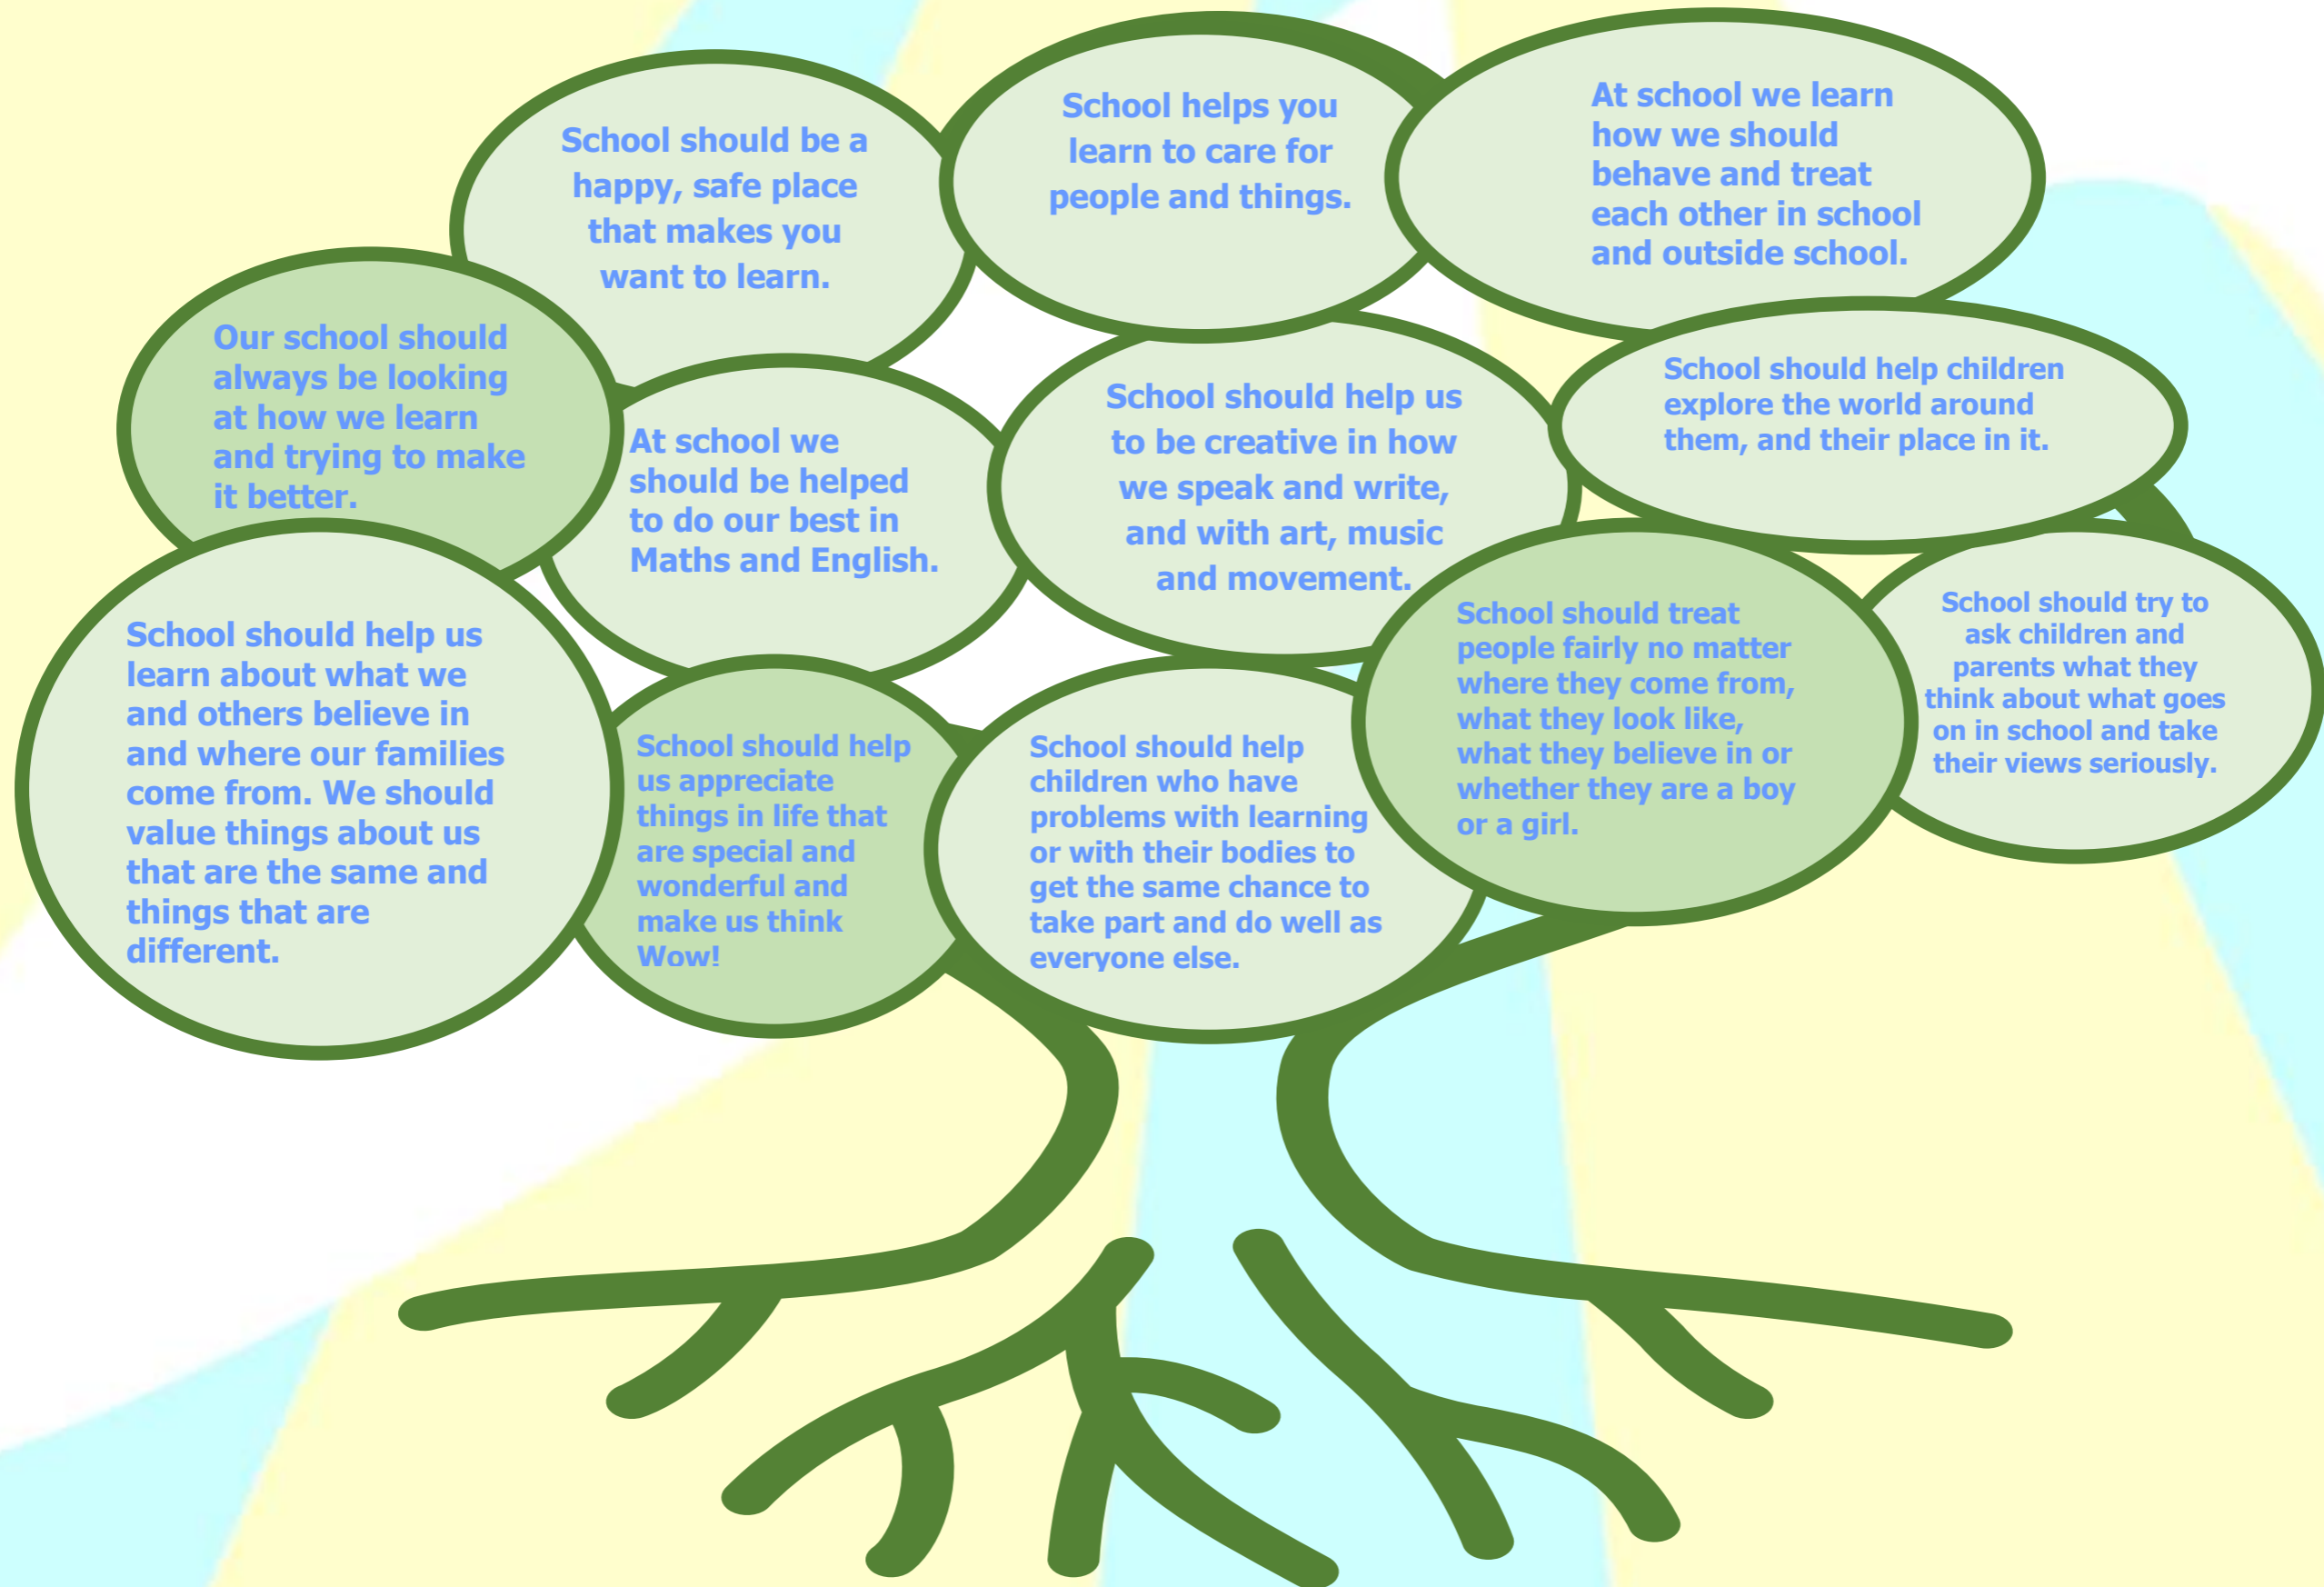 School should be a
happy, safe place
that makes you
want to learn.
School helps you
learn to care for
people and things.
At school we learn
how we should
behave and treat
each other in school
and outside school.
Our school should
always be looking
at how we learn
and trying to make
it better.
At school we
should be helped
to do our best in
Maths and English.
School should help us
to be creative in how
we speak and write,
and with art, music
and movement.
School should help children
explore the world around
them, and their place in it.
School should help us
learn about what we
and others believe in
and where our families
come from. We should
value things about us
that are the same and
things that are
different.
School should help
us appreciate
things in life that
are special and
wonderful and
make us think
Wow!
School should help
children who have
problems with learning
or with their bodies to
get the same chance to
take part and do well as
everyone else.
School should treat
people fairly no matter
where they come from,
what they look like,
what they believe in or
whether they are a boy
or a girl.
School should try to
ask children and
parents what they
think about what goes
on in school and take
their views seriously.